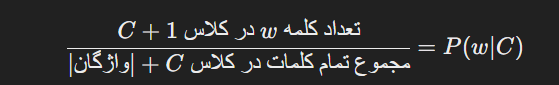 P(w|C) = تعداد کلمه w در کلاس C + 1
مجموع تمام کلمات در کلاس C + |واژگان|